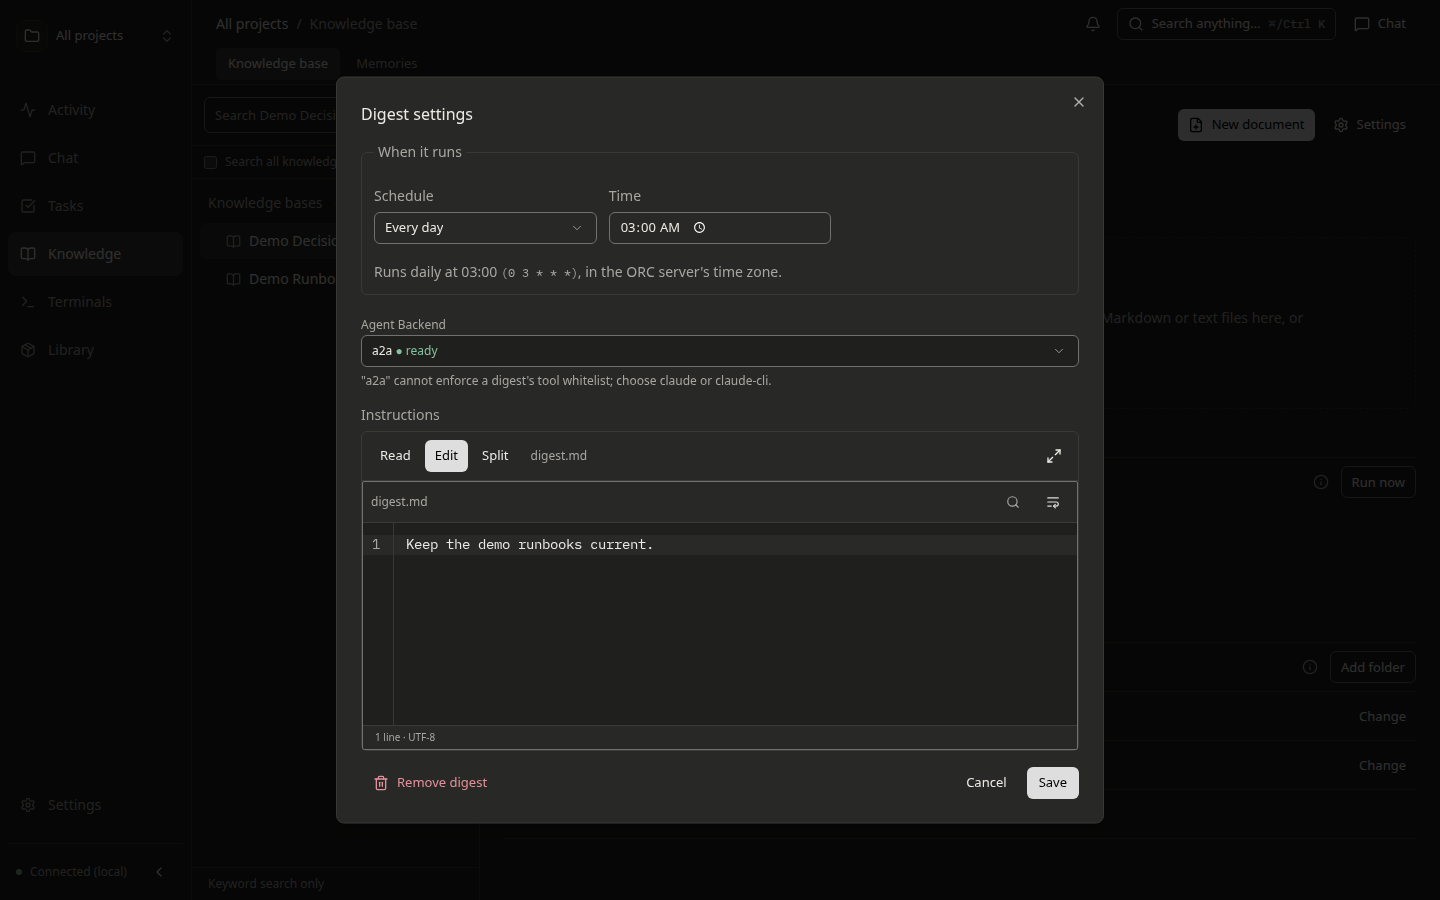 All projects
All projects / Knowledge base
Search anything... ⌘/Ctrl K
Chat
Knowledge base
Memories
Activity
Chat
Tasks
Knowledge
Terminals
Library
Settings
Connected (local)
Search Demo Decisi
Search all knowledg
Knowledge bases
Demo Decisic
Demo Runbo
Keyword search only
New document
Settings
Markdown or text files here, or
Run now
Add folder
Change
Change
Digest settings
When it runs
Schedule
Time
Every day
03:00 AM
Runs daily at 03:00 (0 3 * * *), in the ORC server's time zone.
Agent Backend
a2a ● ready
"a2a" cannot enforce a digest's tool whitelist; choose claude or claude-cli.
Instructions
Read Edit Split digest.md
digest.md
1 Keep the demo runbooks current.
1 line · UTF-8
Remove digest
Cancel
Save